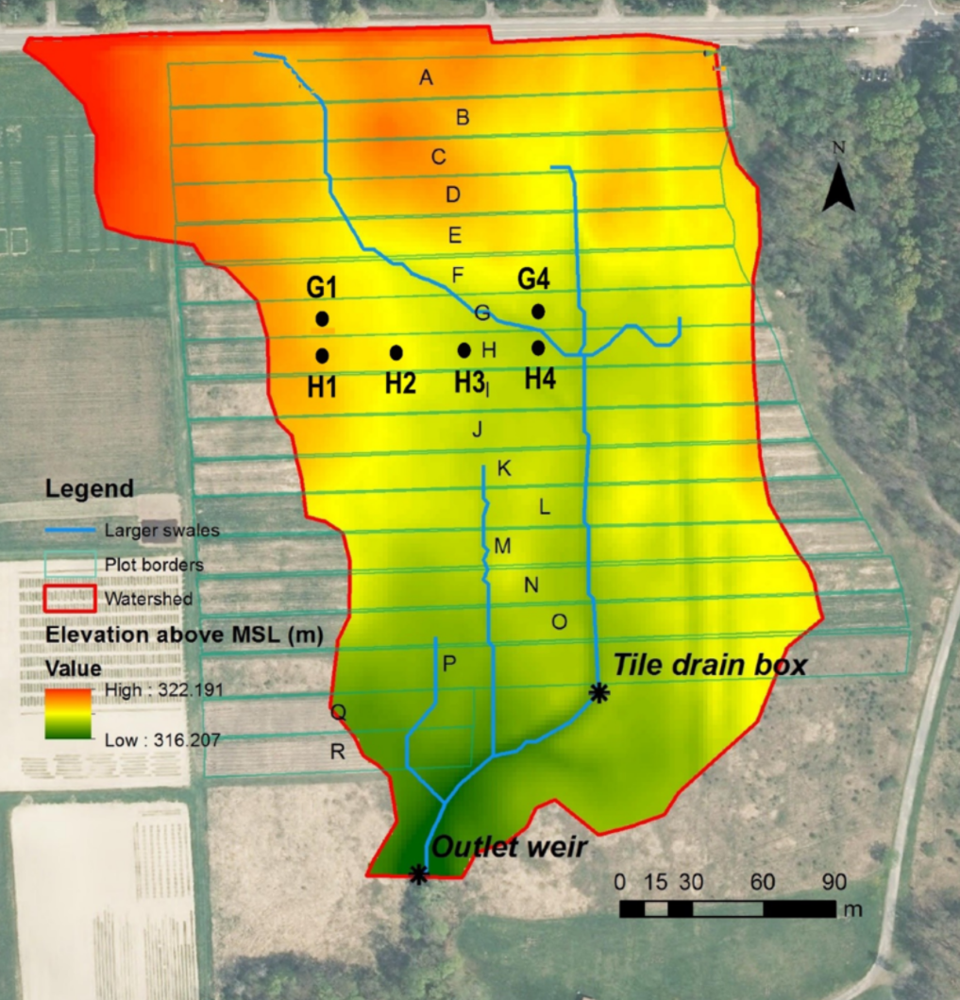 A
B
C
N
D
E
F
G1
G4
G
H
H1
H2
H3
I
H4
J
K
Legend
L
Larger swales
M
Plot borders
N
Watershed
O
Elevation above MSL (m)
P
Tile drain box
Value
High : 322.191
Q
Low : 316.207
R
Outlet weir
0 15 30 60 90
m